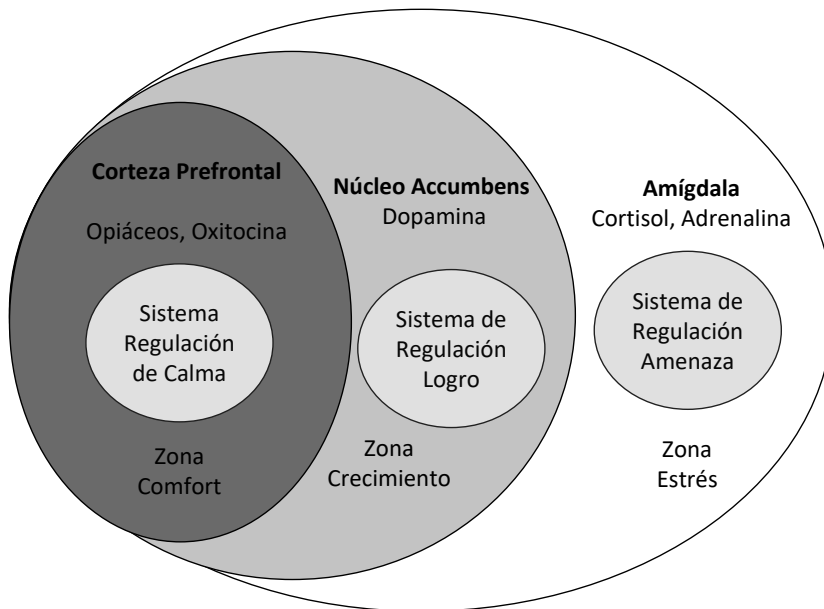 Corteza Prefrontal
Opiáceos, Oxitocina
Sistema
Regulación
de Calma
Zona
Comfort
Núcleo Accumbens
Dopamina
Sistema de
Regulación
Logro
Zona
Crecimiento
Amígdala
Cortisol, Adrenalina
Sistema de
Regulación
Amenaza
Zona
Estrés